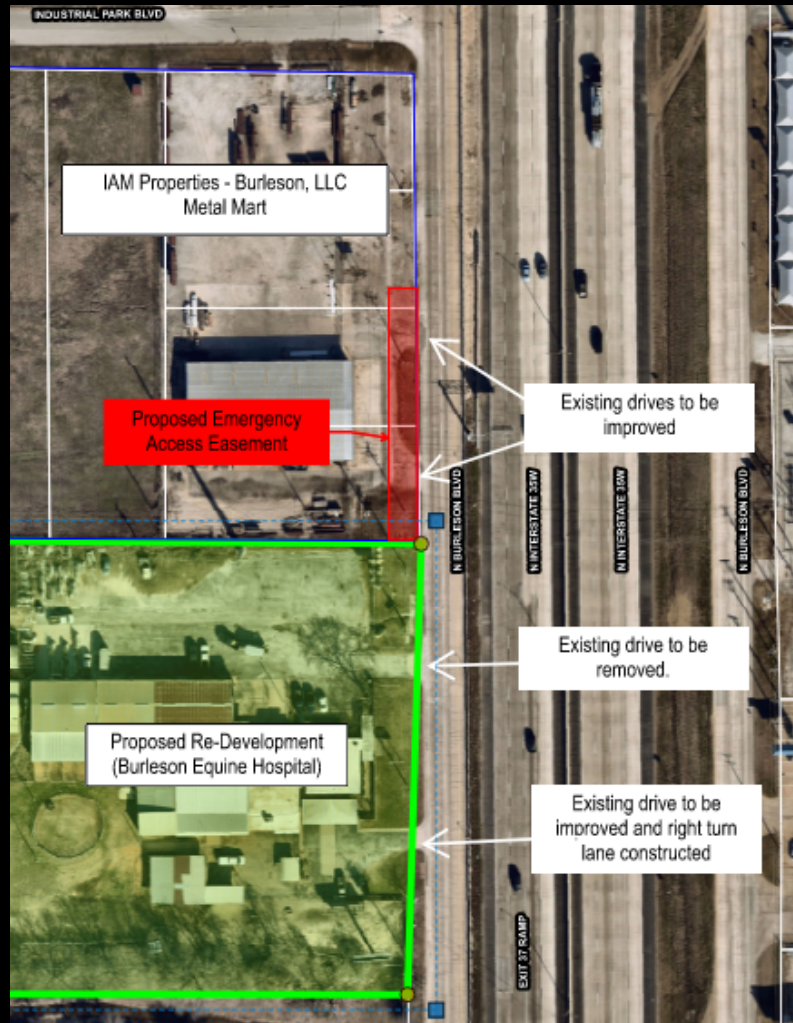 INDUSTRIAL PARK BLVD
IAM Properties - Burleson, LLC
Metal Mart
Proposed Emergency
Access Easement
Existing drives to be
improved
N BURLESON BLVD
N INTERSTATE 35W
N INTERSTATE 35W
N BURLESON BLVD
Existing drive to be
removed.
Proposed Re-Development
(Burleson Equine Hospital)
Existing drive to be
improved and right turn
lane constructed
EXIT 37 RAMP